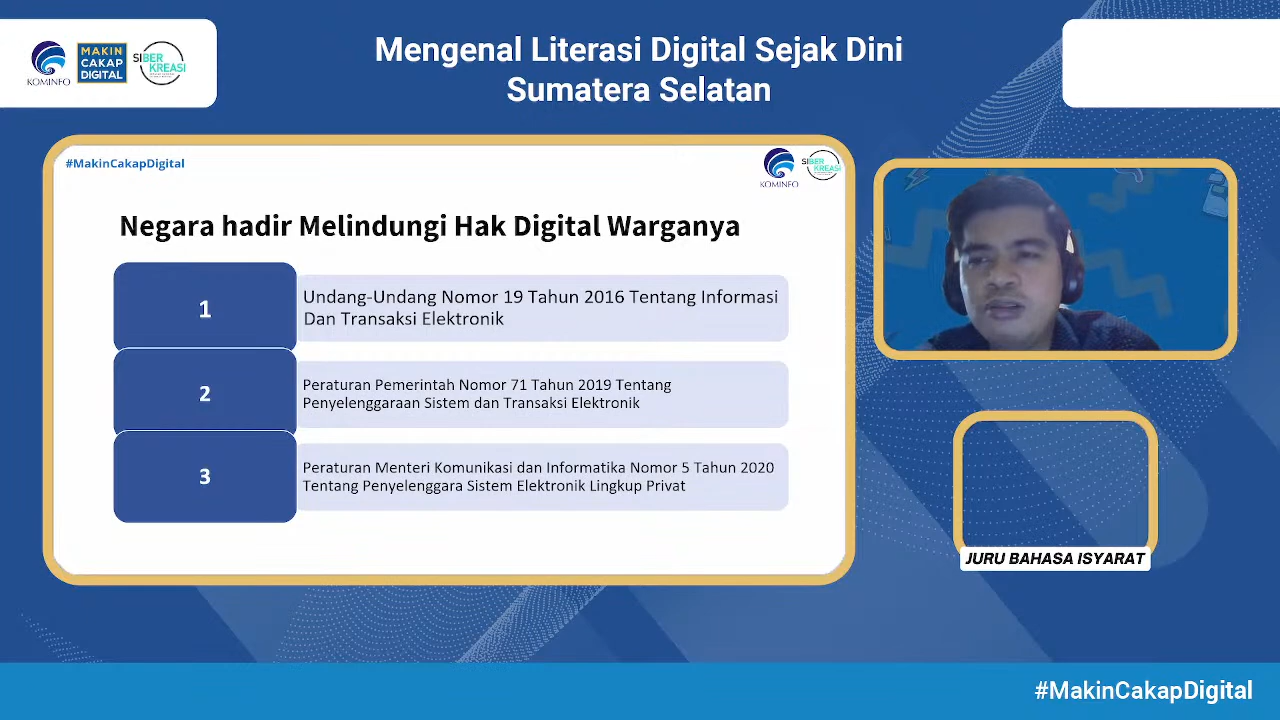 KOMINFO
MAKIN
CAKAP
DIGITAL
SIBER
KREASI
Mengenal Literasi Digital Sejak Dini
Sumatera Selatan
#MakinCakapDigital
KOMINFO
SIBER
KREASI
Negara hadir Melindungi Hak Digital Warganya
1
Undang-Undang Nomor 19 Tahun 2016 Tentang Informasi
Dan Transaksi Elektronik
2
Peraturan Pemerintah Nomor 71 Tahun 2019 Tentang
Penyelenggaraan Sistem dan Transaksi Elektronik
3
Peraturan Menteri Komunikasi dan Informatika Nomor 5 Tahun 2020
Tentang Penyelenggara Sistem Elektronik Lingkup Privat
JURU BAHASA ISYARAT
#MakinCakapDigital